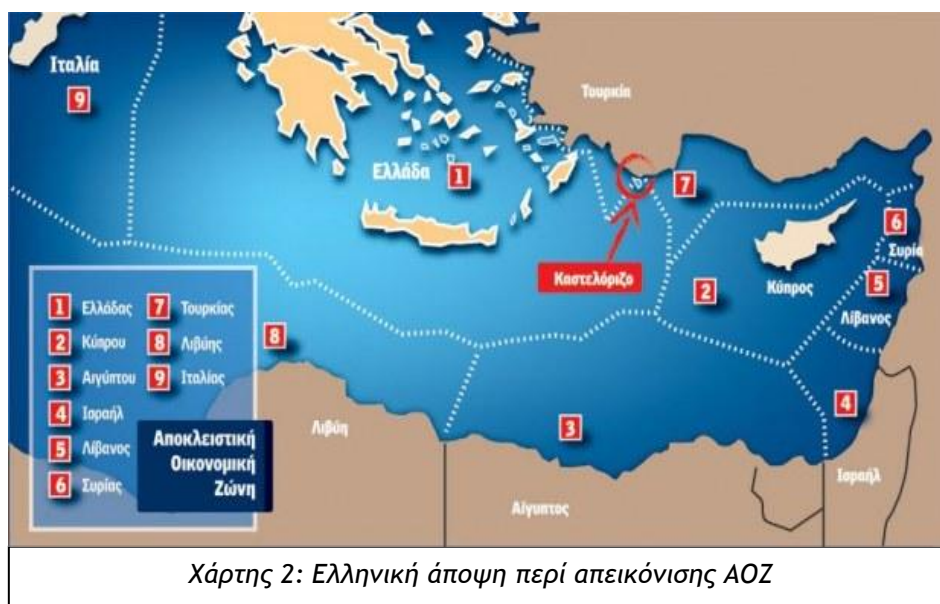 Ιταλία
9
Τουρκία
Ελλάδα
1
7
Καστελόριζο
6
Συρία
2
Κύπρος
5
Λίβανος
8
1 Ελλάδας
7 Τουρκίας
2 Κύπρου
8 Λιβύης
3 Αιγύπτου
9 Ιταλίας
4 Ισραήλ
5 Λίβανος
6 Συρίας
Αποκλειστική
Οικονομική
Ζώνη
Λιβύη
3
4
Ισραήλ
Αίγυπτος
Χάρτης 2: Ελληνική άποψη περί απεικόνισης ΑΟΖ